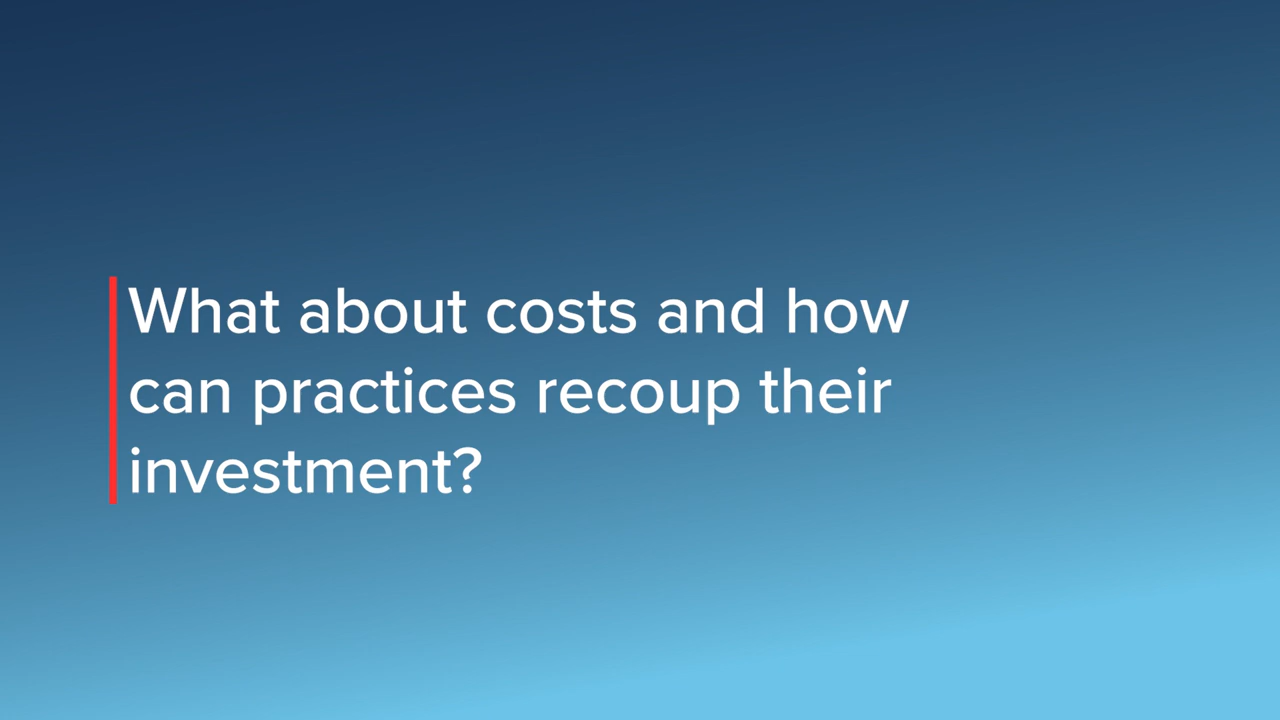 What about costs and how
can practices recoup their
investment?